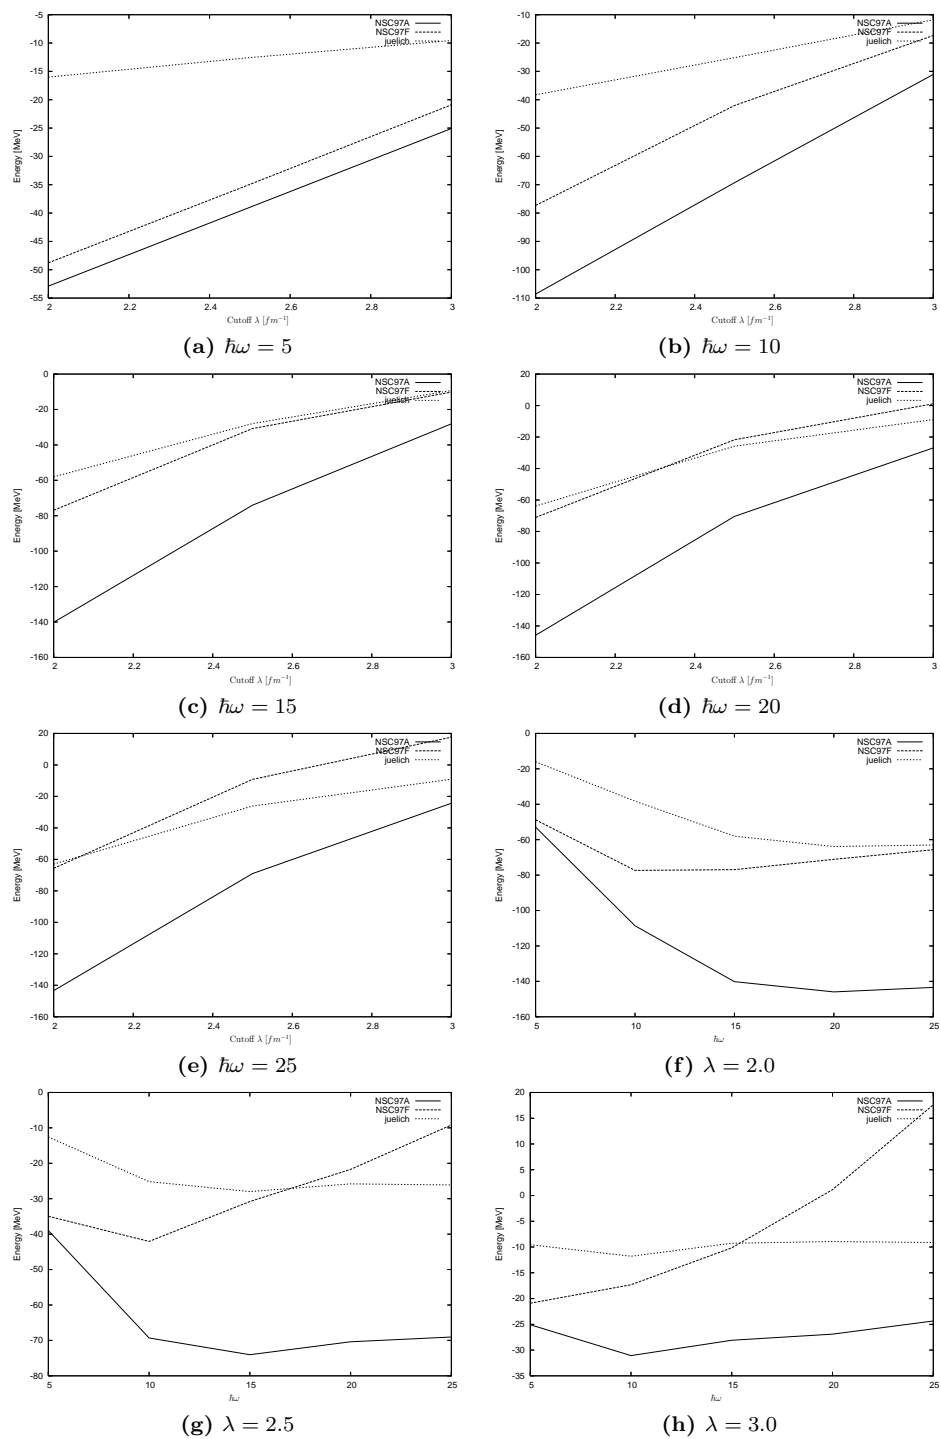 -5
-10
-15
-20
-25
-30
-35
-40
-45
-50
-55
Energy [MeV]
NSC97A
NSC97F
juelich
2 2.2 2.4 2.6 2.8 3
Cutoff λ [fm⁻¹]
(a) ħω = 5
-10
-20
-30
-40
-50
-60
-70
-80
-90
-100
-110
Energy [MeV]
NSC97A
NSC97F
juelich
2 2.2 2.4 2.6 2.8 3
Cutoff λ [fm⁻¹]
(b) ħω = 10
0
-20
-40
-60
-80
-100
-120
-140
-160
Energy [MeV]
NSC97A
NSC97F
juelich
2 2.2 2.4 2.6 2.8 3
Cutoff λ [fm⁻¹]
(c) ħω = 15
20
0
-20
-40
-60
-80
-100
-120
-140
-160
Energy [MeV]
NSC97A
NSC97F
juelich
2 2.2 2.4 2.6 2.8 3
Cutoff λ [fm⁻¹]
(d) ħω = 20
20
0
-20
-40
-60
-80
-100
-120
-140
-160
Energy [MeV]
NSC97A
NSC97F
juelich
2 2.2 2.4 2.6 2.8 3
Cutoff λ [fm⁻¹]
(e) ħω = 25
0
-20
-40
-60
-80
-100
-120
-140
-160
Energy [MeV]
NSC97A
NSC97F
juelich
5 10 15 20 25
ħω
(f) λ = 2.0
0
-10
-20
-30
-40
-50
-60
-70
-80
Energy [MeV]
NSC97A
NSC97F
juelich
5 10 15 20 25
ħω
(g) λ = 2.5
20
15
10
5
0
-5
-10
-15
-20
-25
-30
-35
Energy [MeV]
NSC97A
NSC97F
juelich
5 10 15 20 25
ħω
(h) λ = 3.0